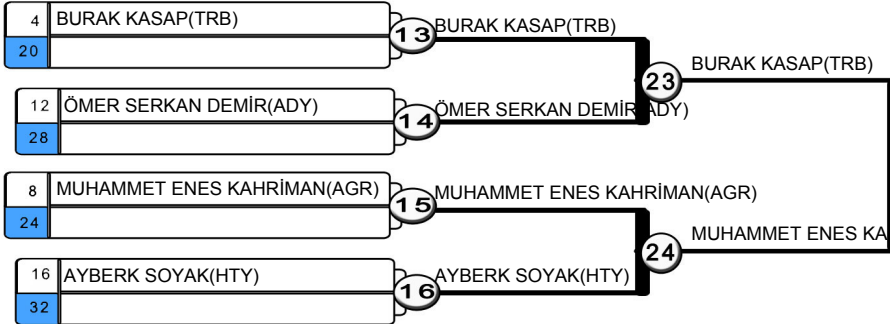 4 BURAK KASAP(TRB)
20
13 BURAK KASAP(TRB)
12 ÖMER SERKAN DEMİR(ADY)
28
14 ÖMER SERKAN DEMİR(ADY)
23 BURAK KASAP(TRB)
8 MUHAMMET ENES KAHRİMAN(AGR)
24
15 MUHAMMET ENES KAHRİMAN(AGR)
16 AYBERK SOYAK(HTY)
32
16 AYBERK SOYAK(HTY)
24 MUHAMMET ENES KA